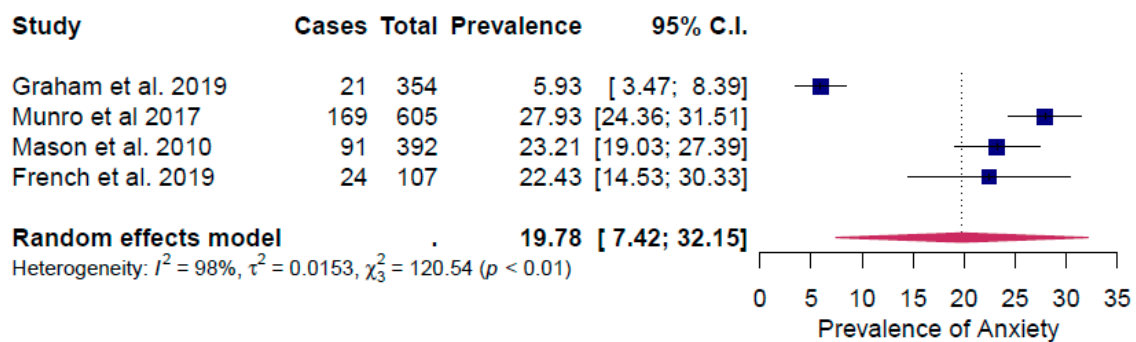 Study Cases Total Prevalence 95% C.I.
Graham et al. 2019 21 354 5.93 [ 3.47; 8.39]
Munro et al 2017 169 605 27.93 [24.36; 31.51]
Mason et al. 2010 91 392 23.21 [19.03; 27.39]
French et al. 2019 24 107 22.43 [14.53; 30.33]
Random effects model . 19.78 [ 7.42; 32.15]
Heterogeneity: I² = 98%, τ² = 0.0153, χ²₃ = 120.54 (p < 0.01)
0 5 10 15 20 25 30 35
Prevalence of Anxiety